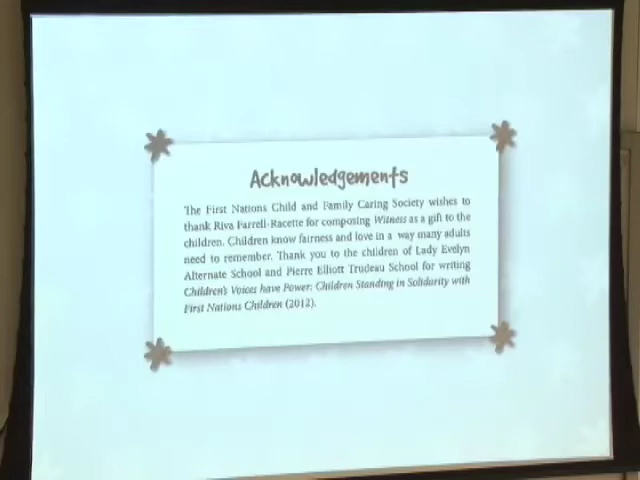 Acknowledgements
The First Nations Child and Family Caring Society wishes to
thank Riva Farrell-Racette for composing Witness as a gift to the
children. Children know fairness and love in a way many adults
need to remember. Thank you to the children of Lady Evelyn
Alternate School and Pierre Elliott Trudeau School for writing
Children's Voices have Power: Children Standing in Solidarity with
First Nations Children (2012).